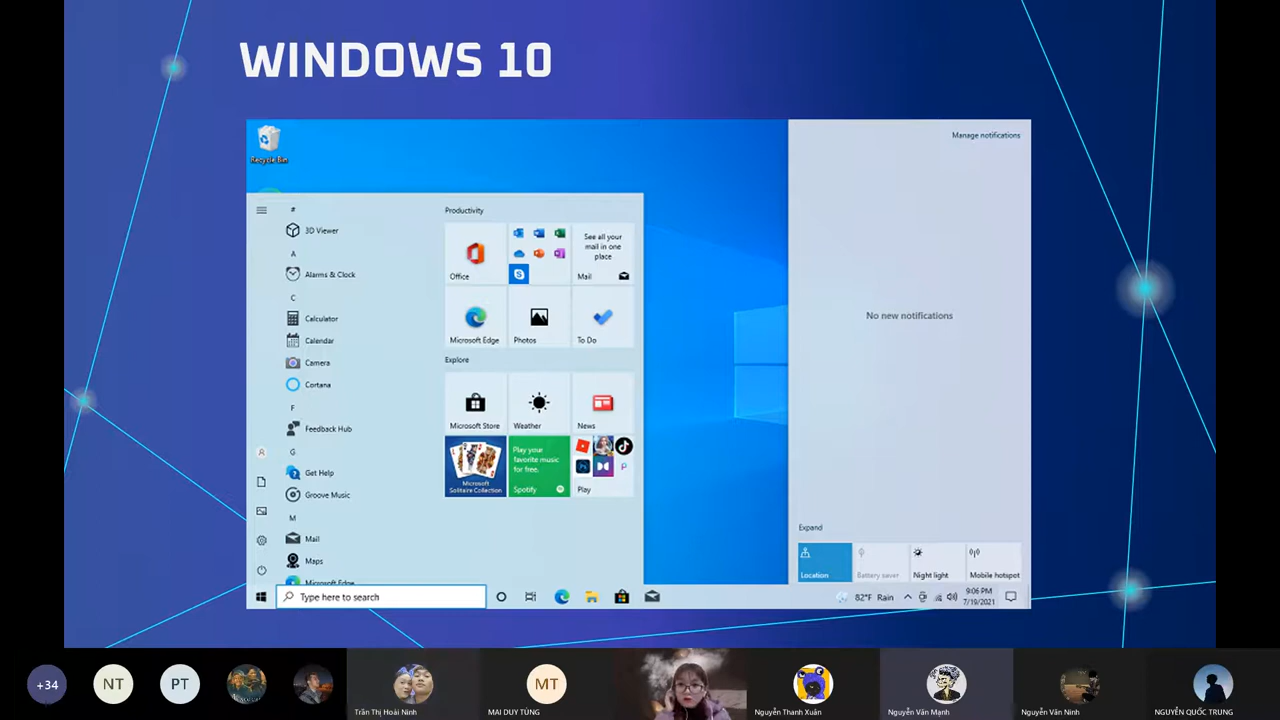 WINDOWS 10
Recycle Bin
Manage notifications
No new notifications
#
3D Viewer
A
Alarms & Clock
C
Calculator
Calendar
Camera
Cortana
F
Feedback Hub
G
Get Help
Groove Music
M
Mail
Maps
Microsoft Edge
Productivity
Office
See all your
mail in one
place
Mail
Microsoft Edge
Photos
To Do
Explore
Microsoft Store
Weather
News
Microsoft
Solitaire Collection
Play your
favorite music
for free.
Spotify
Play
Expand
Location
Battery saver
Night light
Mobile hotspot
Type here to search
82°F Rain
9:06 PM
7/19/2021
+34
NT
PT
Trần Thị Hoài Ninh
MT
MAI DUY TÙNG
Nguyễn Thanh Xuân
Nguyễn Văn Mạnh
Nguyễn Văn Ninh
NGUYỄN QUỐC TRUNG